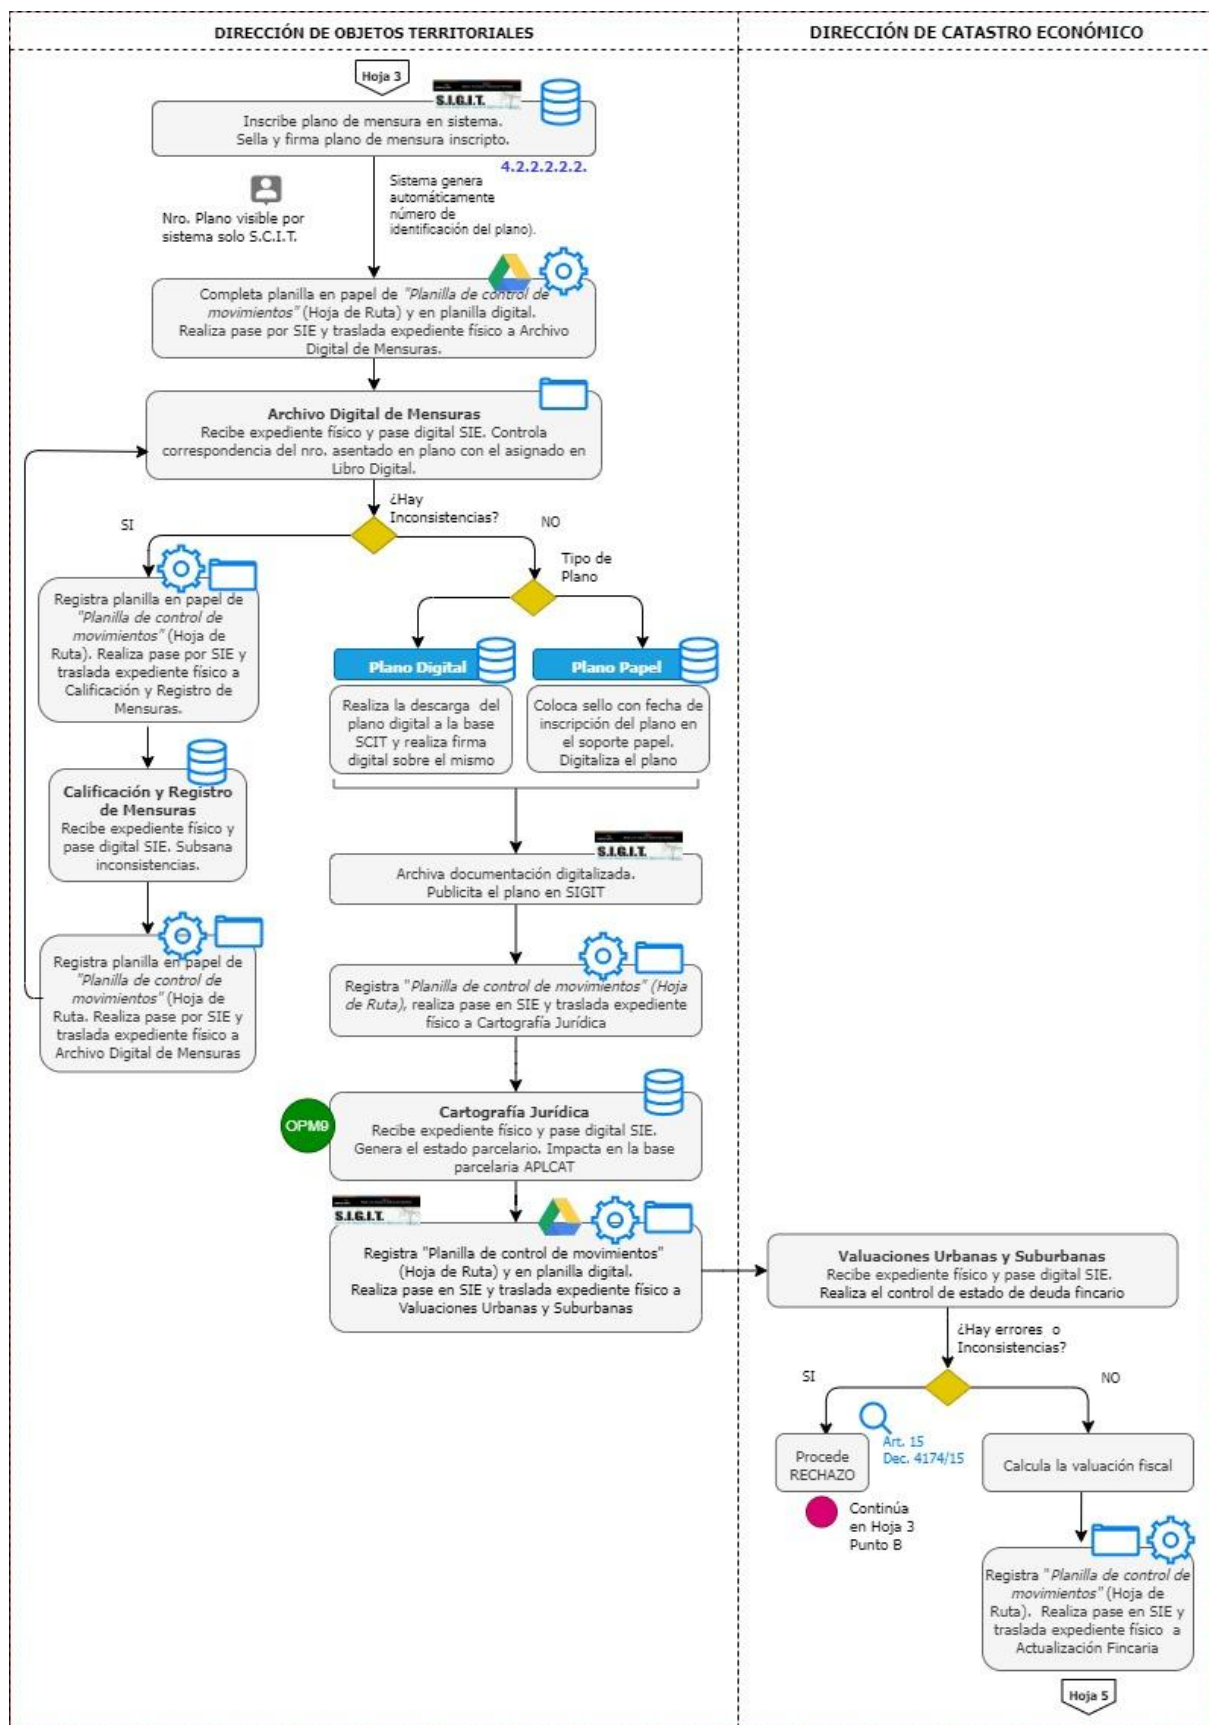 DIRECCIÓN DE OBJETOS TERRITORIALES
DIRECCIÓN DE CATASTRO ECONÓMICO
Hoja 3
S.I.G.I.T.
Inscribe plano de mensura en sistema.
Sella y firma plano de mensura inscripto.
4.2.2.2.2.2.
Sistema genera
automáticamente
número de
identificación del plano).
Nro. Plano visible por
sistema solo S.C.I.T.
Completa planilla en papel de "Planilla de control de
movimientos" (Hoja de Ruta) y en planilla digital.
Realiza pase por SIE y traslada expediente físico a Archivo
Digital de Mensuras.
Archivo Digital de Mensuras
Recibe expediente físico y pase digital SIE. Controla
correspondencia del nro. asentado en plano con el asignado en
Libro Digital.
¿Hay
Inconsistencias?
SI
NO
Registra planilla en papel de
"Planilla de control de
movimientos" (Hoja de
Ruta). Realiza pase por SIE y
traslada expediente físico a
Calificación y Registro de
Mensuras.
Calificación y Registro
de Mensuras
Recibe expediente físico y
pase digital SIE. Subsana
inconsistencias.
Registra planilla en papel de
"Planilla de control de
movimientos" (Hoja de
Ruta. Realiza pase por SIE y
traslada expediente físico a
Archivo Digital de Mensuras
Tipo de
Plano
Plano Digital
Realiza la descarga del
plano digital a la base
SCIT y realiza firma
digital sobre el mismo
Plano Papel
Coloca sello con fecha de
inscripción del plano en
el soporte papel.
Digitaliza el plano
S.I.G.I.T.
Archiva documentación digitalizada.
Publicita el plano en SIGIT
Registra "Planilla de control de movimientos" (Hoja
de Ruta), realiza pase en SIE y traslada expediente
físico a Cartografía Jurídica
OPM9
Cartografía Jurídica
Recibe expediente físico y pase digital SIE.
Genera el estado parcelario. Impacta en la base
parcelaria APLCAT
S.I.G.I.T.
Registra "Planilla de control de movimientos"
(Hoja de Ruta) y en planilla digital.
Realiza pase en SIE y traslada expediente físico a
Valuaciones Urbanas y Suburbanas
Valuaciones Urbanas y Suburbanas
Recibe expediente físico y pase digital SIE.
Realiza el control de estado de deuda fincario
¿Hay errores o
Inconsistencias?
SI
NO
Procede
RECHAZO
Art. 15
Dec. 4174/15
Continúa
en Hoja 3
Punto B
Calcula la valuación fiscal
Registra "Planilla de control de
movimientos" (Hoja de
Ruta). Realiza pase en SIE y
traslada expediente físico a
Actualización Fincaria
Hoja 5